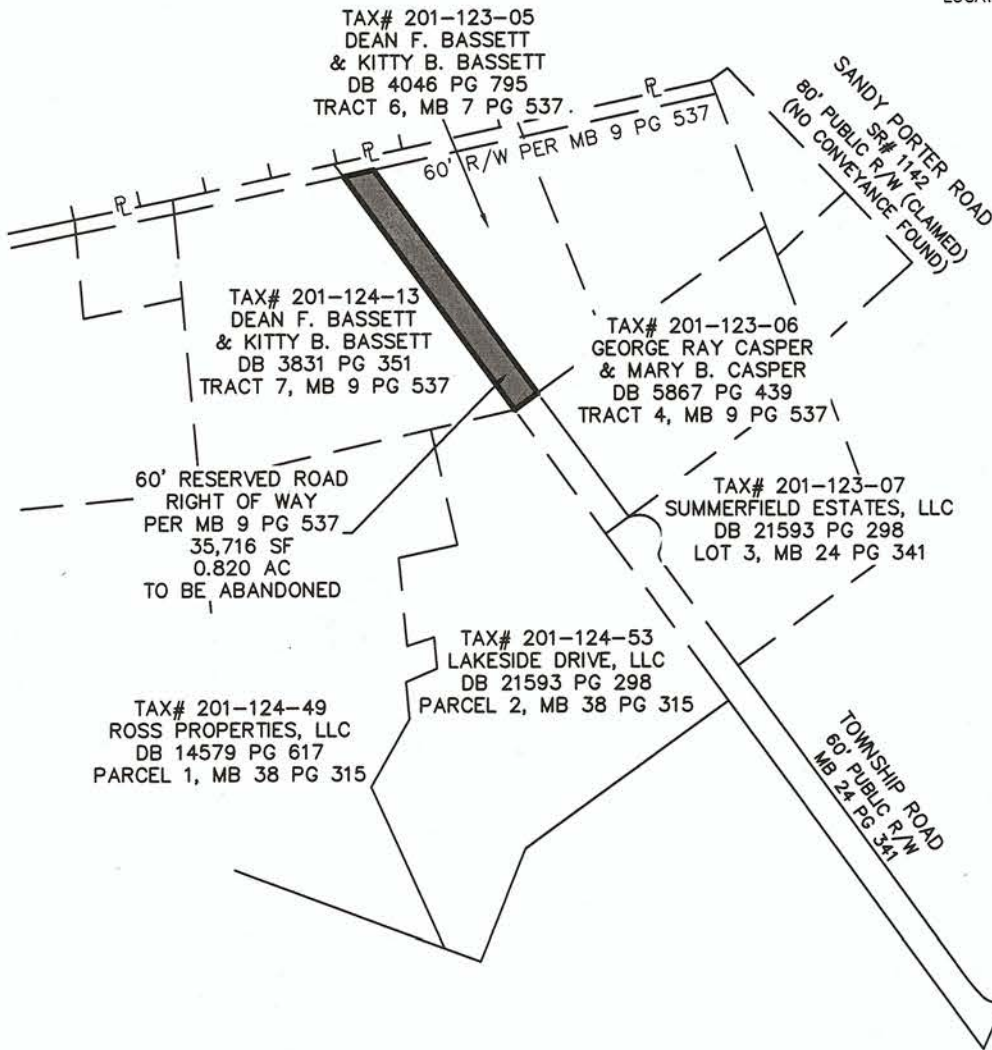 TAX# 201-123-05
DEAN F. BASSETT
& KITTY B. BASSETT
DB 4046 PG 795
TRACT 6, MB 7 PG 537.
PL
PL
PL
60' R/W PER MB 9 PG 537
SANDY PORTER ROAD
SR# 1142
80' PUBLIC R/W (CLAIMED)
(NO CONVEYANCE FOUND)
TAX# 201-124-13
DEAN F. BASSETT
& KITTY B. BASSETT
DB 3831 PG 351
TRACT 7, MB 9 PG 537
TAX# 201-123-06
GEORGE RAY CASPER
& MARY B. CASPER
DB 5867 PG 439
TRACT 4, MB 9 PG 537
60' RESERVED ROAD
RIGHT OF WAY
PER MB 9 PG 537
35,716 SF
0.820 AC
TO BE ABANDONED
TAX# 201-123-07
SUMMERFIELD ESTATES, LLC
DB 21593 PG 298
LOT 3, MB 24 PG 341
TAX# 201-124-53
LAKESIDE DRIVE, LLC
DB 21593 PG 298
PARCEL 2, MB 38 PG 315
TAX# 201-124-49
ROSS PROPERTIES, LLC
DB 14579 PG 617
PARCEL 1, MB 38 PG 315
TOWNSHIP ROAD
60' PUBLIC R/W
MB 24 PG 341